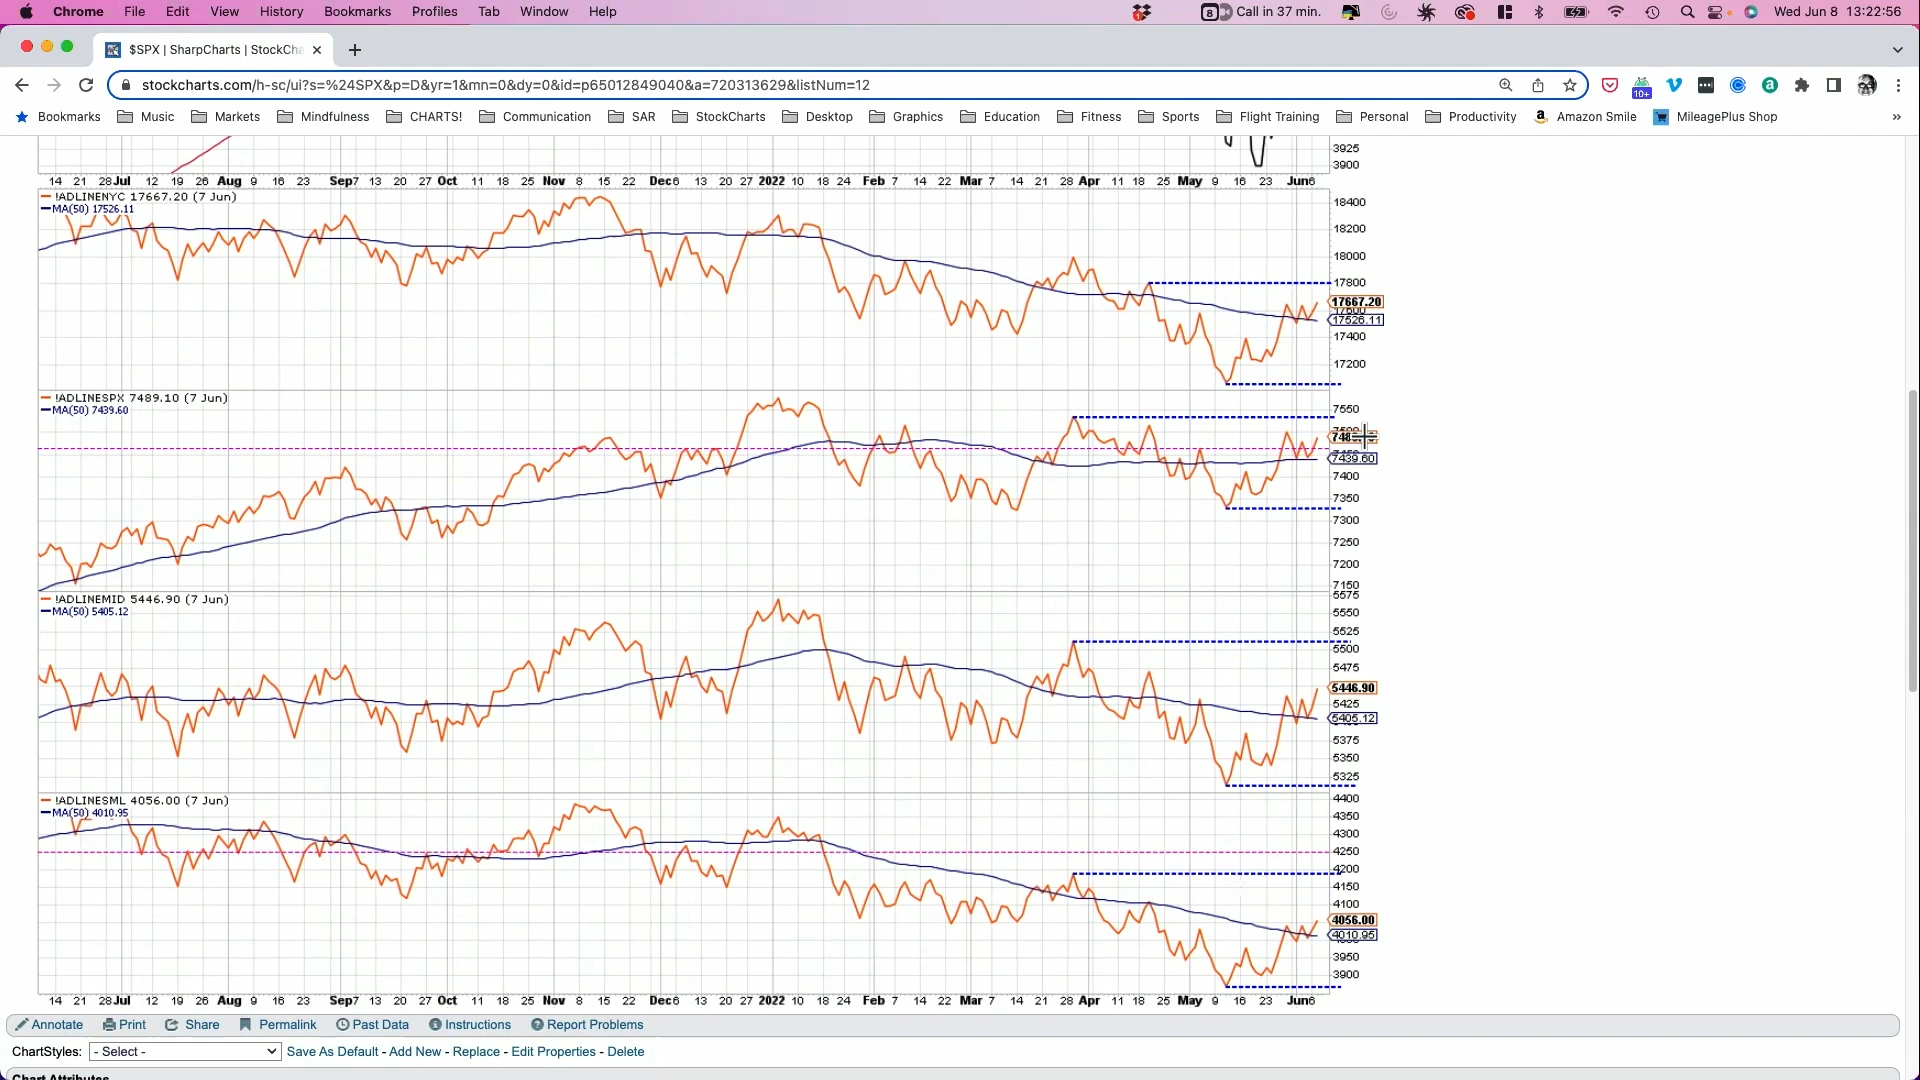 Chrome File Edit View History Bookmarks Profiles Tab Window Help 8 Call in 37 min. Wed Jun 8 13:22:56
$SPX | SharpCharts | StockCha
stockcharts.com/h-sc/ui?s=%24SPX&p=D&yr=1&mn=0&dy=0&id=p65012849040&a=720313629&listNum=12 10+
Bookmarks Music Markets Mindfulness CHARTS! Communication SAR StockCharts Desktop Graphics Education Fitness Sports Flight Training Personal Productivity Amazon Smile MileagePlus Shop »
3925
3900
14 21 28 Jul 12 19 26 Aug 9 16 23 Sep 7 13 20 27 Oct 11 18 25 Nov 8 15 22 Dec 6 13 20 27 2022 10 18 24 Feb 7 14 22 Mar 7 14 21 28 Apr 11 18 25 May 9 16 23 Jun 6
!ADLINENYC 17667.20 (7 Jun)
MA(50) 17526.11
18400
18200
18000
17800
17667.20
17600
17526.11
17400
17200
!ADLINESPX 7489.10 (7 Jun)
MA(50) 7439.60
7550
7439.60
7400
7350
7300
7250
7200
7150
!ADLINEMID 5446.90 (7 Jun)
MA(50) 5405.12
5575
5550
5525
5500
5475
5446.90
5425
5405.12
5375
5350
5325
!ADLINESML 4056.00 (7 Jun)
MA(50) 4010.95
4400
4350
4300
4250
4200
4150
4100
4056.00
4010.95
3950
3900
14 21 28 Jul 12 19 26 Aug 9 16 23 Sep 7 13 20 27 Oct 11 18 25 Nov 8 15 22 Dec 6 13 20 27 2022 10 18 24 Feb 7 14 22 Mar 7 14 21 28 Apr 11 18 25 May 9 16 23 Jun 6
Annotate Print Share Permalink Past Data Instructions Report Problems
ChartStyles: - Select - Save As Default - Add New - Replace - Edit Properties - Delete
Chart Attributes